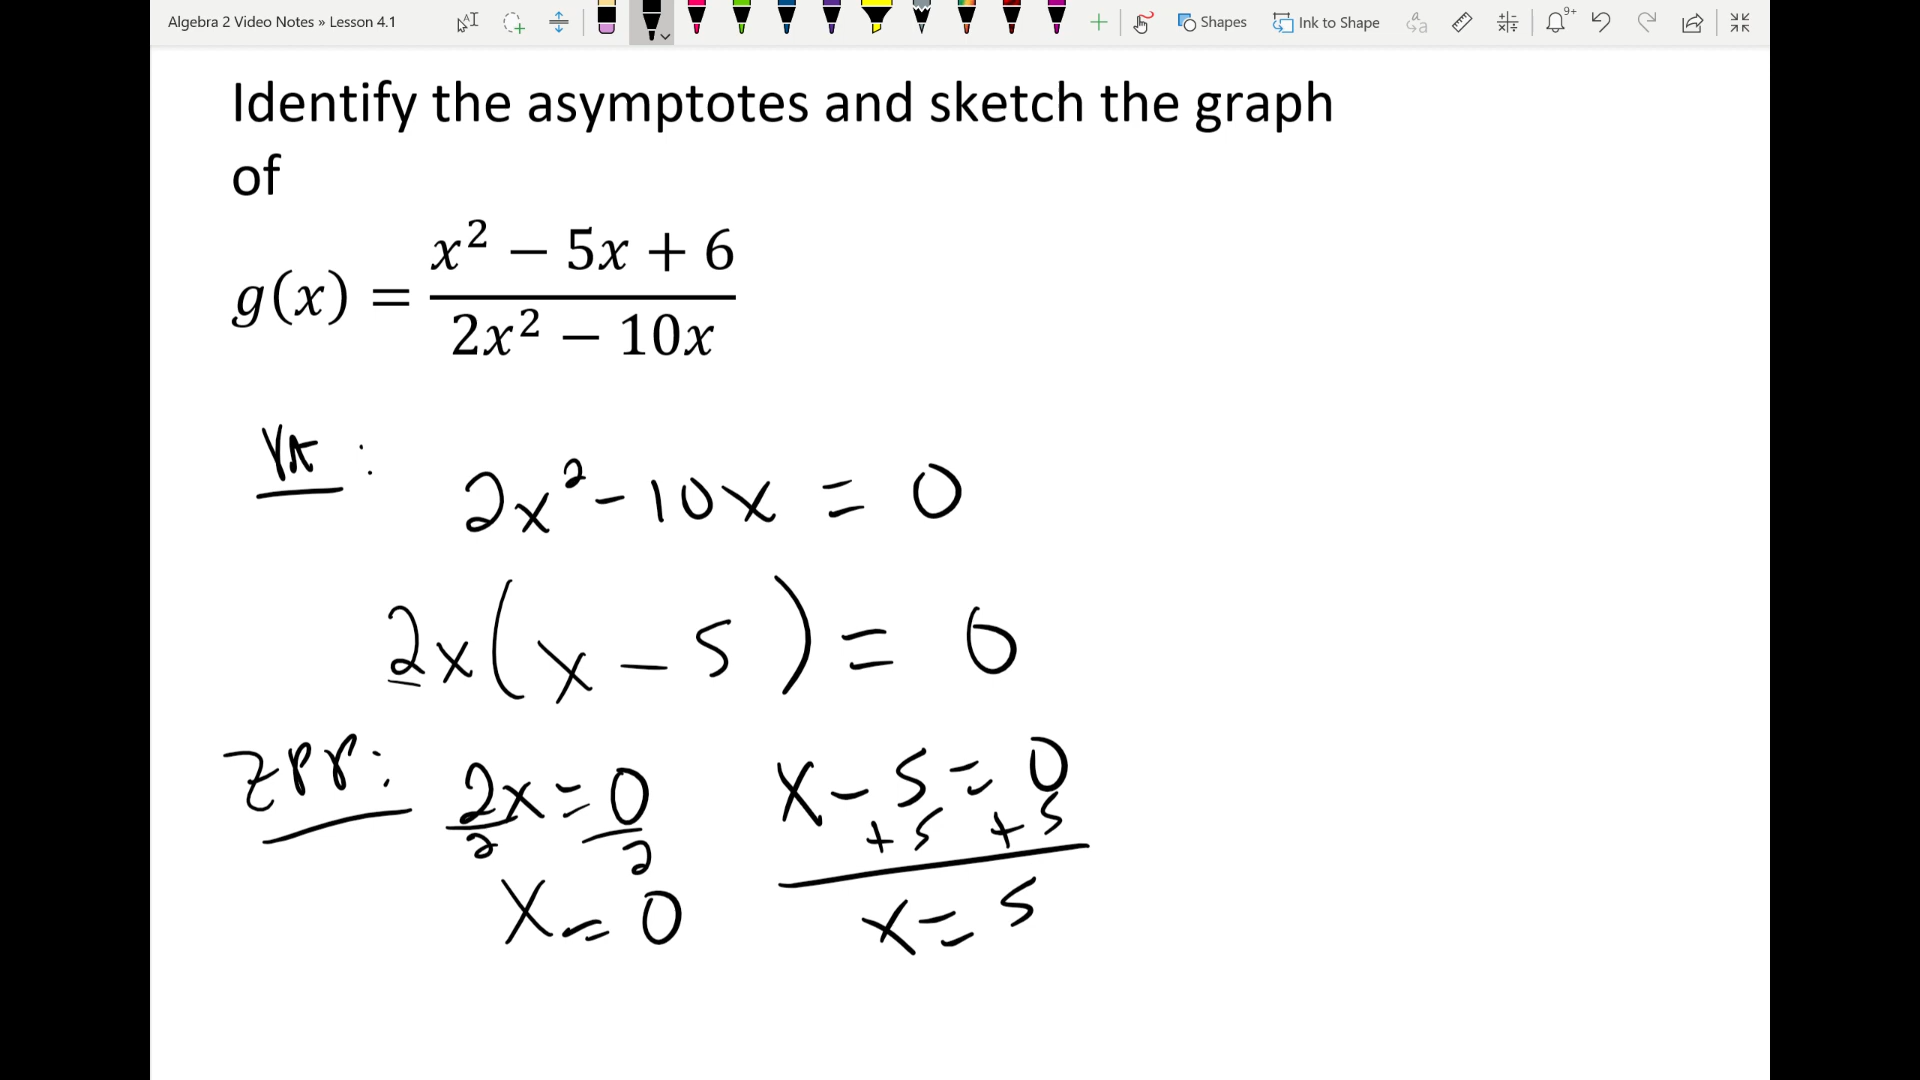 Algebra 2 Video Notes » Lesson 4.1 Shapes Ink to Shape 9+
Identify the asymptotes and sketch the graph
of
g(x) = (x² − 5x + 6)/(2x² − 10x)
VA :
2x² - 10x = 0
2x(x - 5) = 0
ZPP: 2x = 0 x - 5 = 0
2 2 +5 +5
x = 0 x = 5